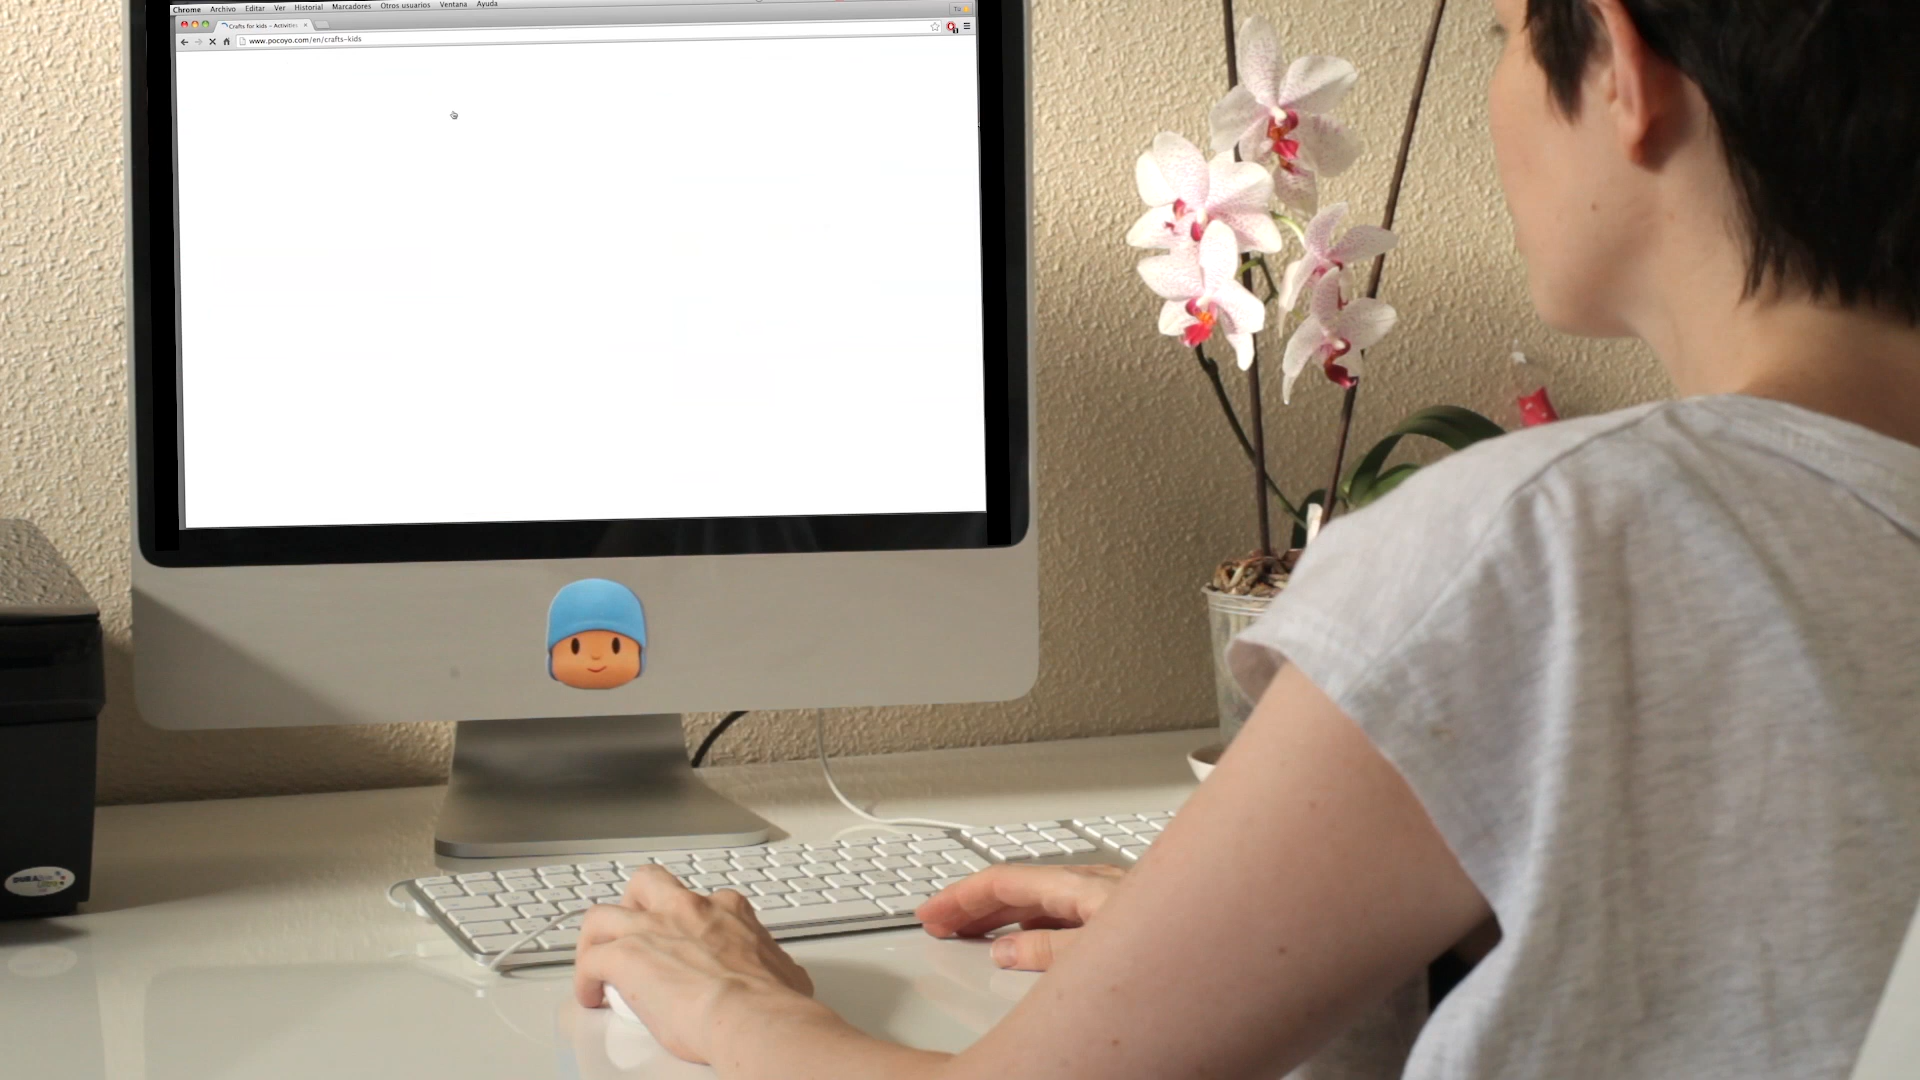 Chrome Archivo Editar Ver Historial Marcadores Otros usuarios Ventana Ayuda
Crafts for kids - Activities
www.pocoyo.com/en/crafts-kids